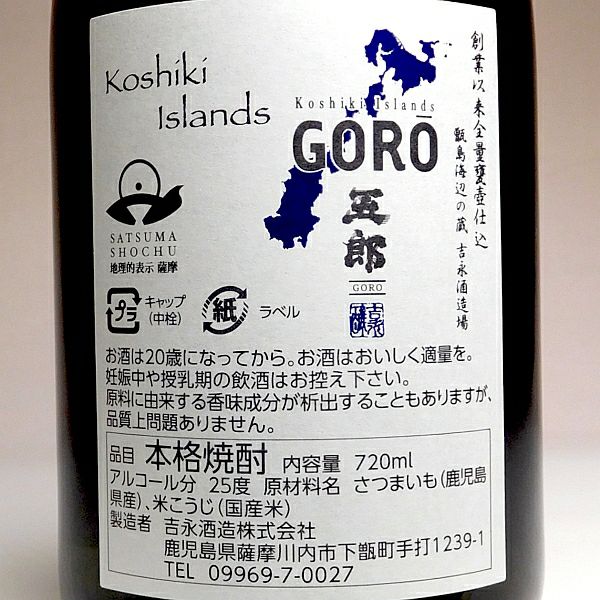 Koshiki
Islands
Koshiki Islands
GORŌ
五郎
GORO
創業以来全量甕壺仕込
甑島海辺の蔵 吉永酒造場
SATSUMA
SHOCHU
地理的表示 薩摩
プラ
キャップ
(中栓)
紙
ラベル
お酒は20歳になってから。お酒はおいしく適量を。
妊娠中や授乳期の飲酒はお控え下さい。
原料に由来する香味成分が析出することもありますが、
品質上問題ありません。
品目 本格焼酎 内容量 720ml
アルコール分 25度 原材料名 さつまいも(鹿児島
県産)、米こうじ(国産米)
製造者 吉永酒造株式会社
鹿児島県薩摩川内市下甑町手打1239-1
TEL 09969-7-0027